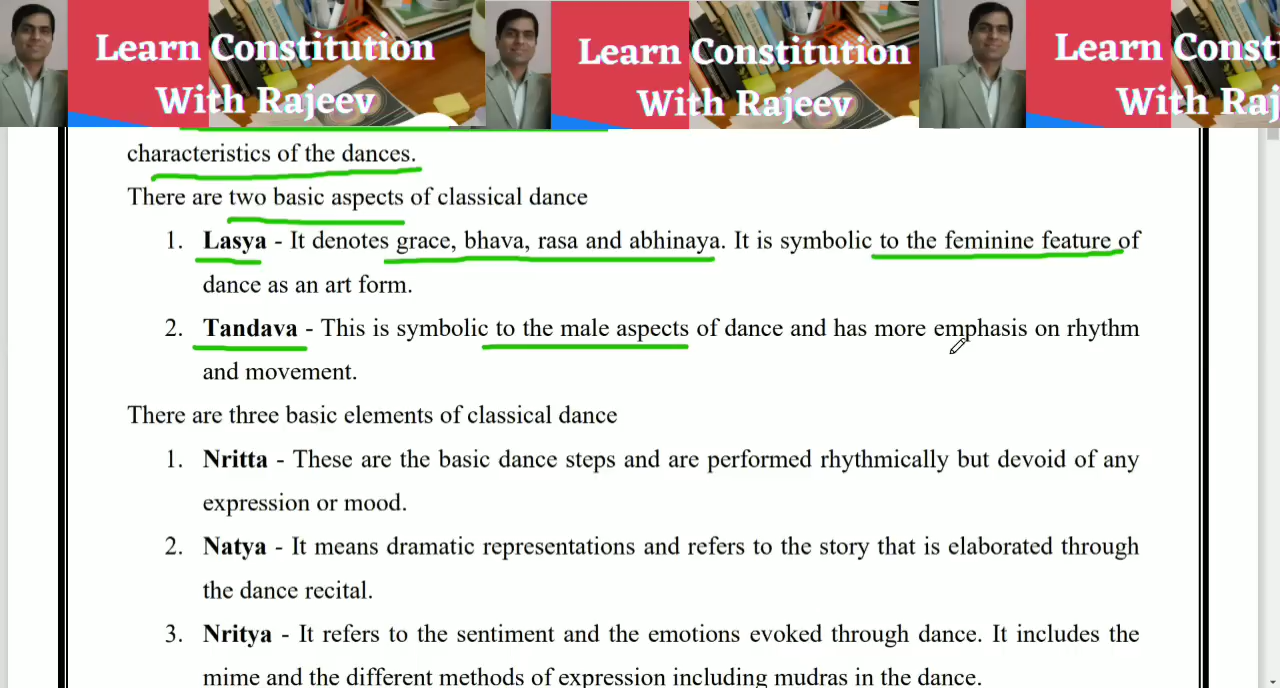 Learn Constitution
With Rajeev
Learn Constitution
With Rajeev
Learn Consti
With Raj
characteristics of the dances.
There are two basic aspects of classical dance
1. Lasya - It denotes grace, bhava, rasa and abhinaya. It is symbolic to the feminine feature of
dance as an art form.
2. Tandava - This is symbolic to the male aspects of dance and has more emphasis on rhythm
and movement.
There are three basic elements of classical dance
1. Nritta - These are the basic dance steps and are performed rhythmically but devoid of any
expression or mood.
2. Natya - It means dramatic representations and refers to the story that is elaborated through
the dance recital.
3. Nritya - It refers to the sentiment and the emotions evoked through dance. It includes the
mime and the different methods of expression including mudras in the dance.